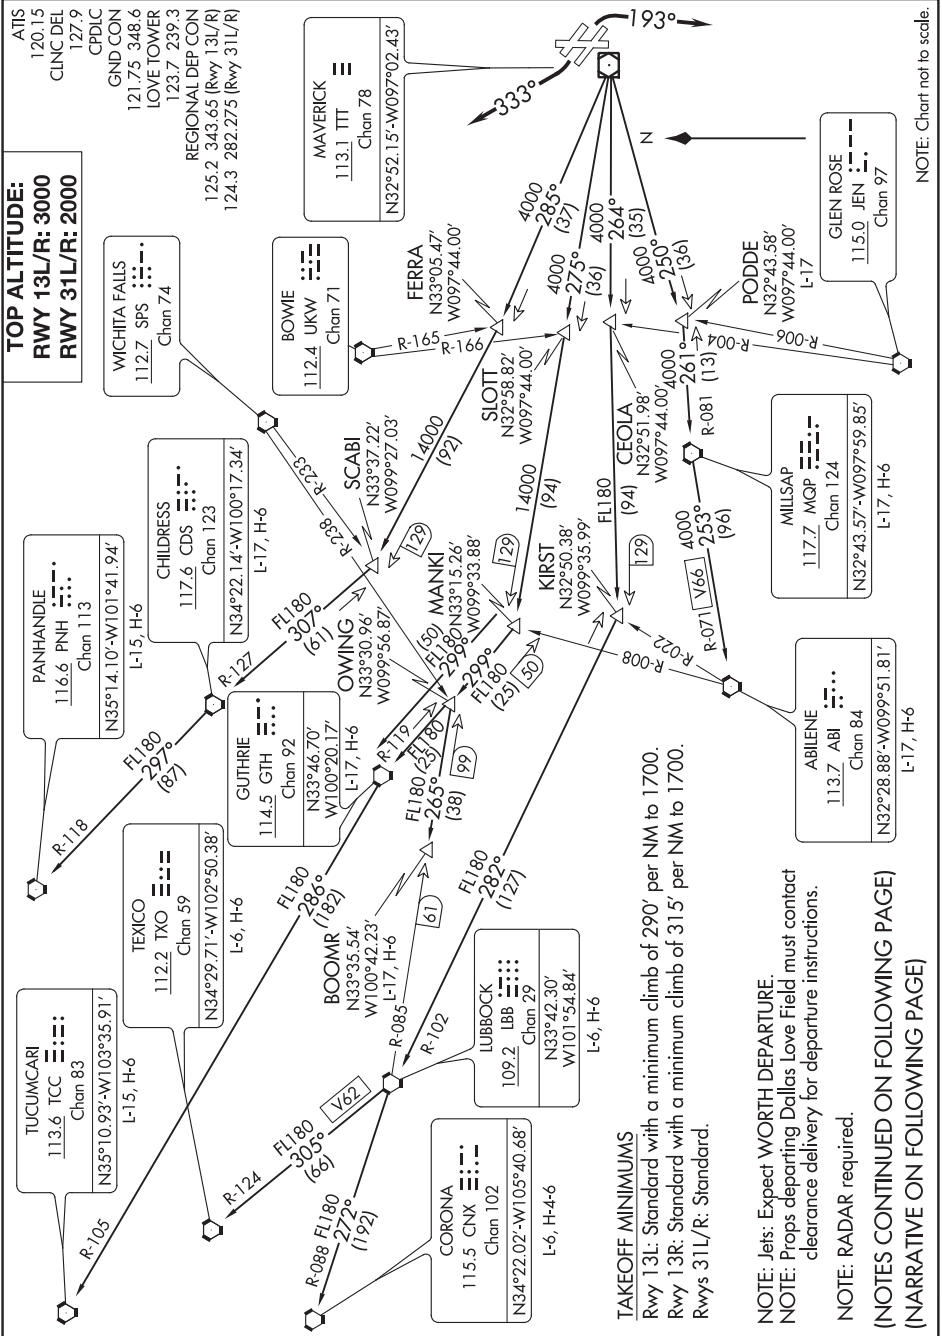 ATIS
120.15
CLNC DEL
127.9
CPDLC
GND CON
121.75 348.6
LOVE TOWER
123.7 239.3
REGIONAL DEP CON
125.2 343.65 (Rwy 13L/R)
124.3 282.275 (Rwy 31L/R)
TOP ALTITUDE:
RWY 13L/R: 3000
RWY 31L/R: 2000
193°
333°
N
NOTE: Chart not to scale.
MAVERICK
113.1 TTT
Chan 78
N32°52.15'-W097°02.43'
GLEN ROSE
115.0 JEN
Chan 97
WICHITA FALLS
112.7 SPS
Chan 74
BOWIE
112.4 UKW
Chan 71
FERRA
N33°05.47'
W097°44.00'
4000
285°
(37)
4000
275°
(36)
4000
264°
(35)
4000
250°
(36)
PODDE
N32°43.58'
W097°44.00'
L-17
R-165
R-166
R-004
R-006
SLOTT
N32°58.82'
W097°44.00'
CEOLA
N32°51.98'
W097°44.00'
4000
261°
(13)
R-081
14000
(92)
14000
(94)
FL180
(94)
4000
253°
(96)
V66
R-071
MILLSAP
117.7 MQP
Chan 124
N32°43.57'-W097°59.85'
L-17, H-6
SCABI
N33°37.22'
W099°27.03'
R-233
R-238
129
129
129
MANKI
N33°15.26'
W099°33.88'
KIRST
N32°50.38'
W099°35.99'
R-008
R-022
ABILENE
113.7 ABI
Chan 84
N32°28.88'-W099°51.81'
L-17, H-6
CHILDRESS
117.6 CDS
Chan 123
N34°22.14'-W100°17.34'
L-17, H-6
FL180
307°
(61)
R-127
OWING
N33°30.96'
W099°56.87'
(50)
FL180
299°
299°
FL180
(25)
50
PANHANDLE
116.6 PNH
Chan 113
N35°14.10'-W101°41.94'
L-15, H-6
FL180
297°
(87)
R-118
GUTHRIE
114.5 GTH
Chan 92
N33°46.70'
W100°20.17'
L-17, H-6
R-119
FL180
(25)
FL180
265°
(38)
99
BOOMR
N33°35.54'
W100°42.23'
L-17, H-6
61
R-085
FL180
286°
(182)
R-105
FL180
282°
(127)
R-102
TEXICO
112.2 TXO
Chan 59
N34°29.71'-W102°50.38'
L-6, H-6
TUCUMCARI
113.6 TCC
Chan 83
N35°10.93'-W103°35.91'
L-15, H-6
LUBBOCK
109.2 LBB
Chan 29
N33°42.30'
W101°54.84'
L-6, H-6
V62
FL180
305°
(66)
R-124
R-088
FL180
272°
(192)
CORONA
115.5 CNX
Chan 102
N34°22.02'-W105°40.68'
L-6, H-4-6
TAKEOFF MINIMUMS
Rwy 13L: Standard with a minimum climb of 290' per NM to 1700.
Rwy 13R: Standard with a minimum climb of 315' per NM to 1700.
Rwys 31L/R: Standard.
NOTE: Jets: Expect WORTH DEPARTURE.
NOTE: Props departing Dallas Love Field must contact
clearance delivery for departure instructions.
NOTE: RADAR required.
(NOTES CONTINUED ON FOLLOWING PAGE)
(NARRATIVE ON FOLLOWING PAGE)